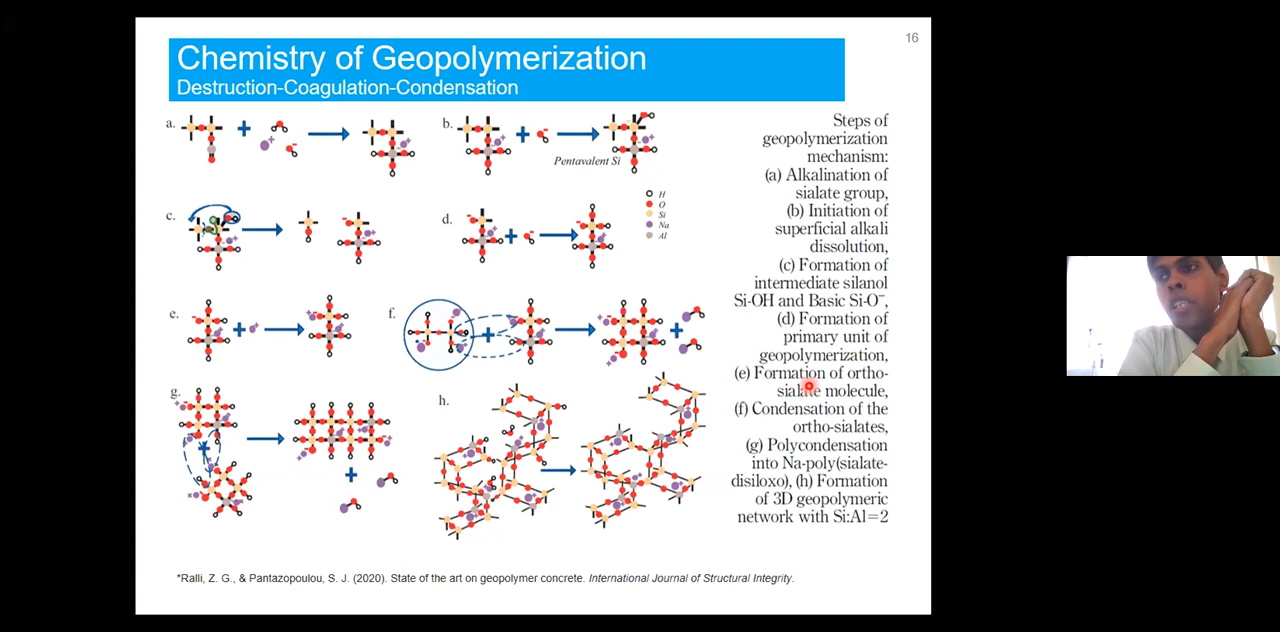 16
Chemistry of Geopolymerization
Destruction-Coagulation-Condensation
a.
b.
Pentavalent Si
c.
d.
H
O
Si
Na
Al
e.
f.
g.
h.
Steps of
geopolymerization
mechanism:
(a) Alkalination of
sialate group,
(b) Initiation of
superficial alkali
dissolution,
(c) Formation of
intermediate silanol
Si-OH and Basic Si-O⁻,
(d) Formation of
primary unit of
geopolymerization,
(e) Formation of ortho-
sialate molecule,
(f) Condensation of the
ortho-sialates,
(g) Polycondensation
into Na-poly(sialate-
disiloxo), (h) Formation
of 3D geopolymeric
network with Si:Al=2
*Ralli, Z. G., & Pantazopoulou, S. J. (2020). State of the art on geopolymer concrete. International Journal of Structural Integrity.